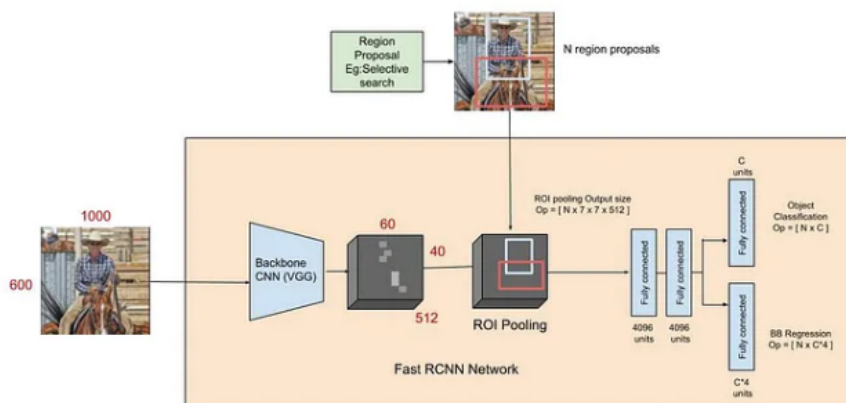 Region
Proposal
Eg:Selective
search
N region proposals
1000
600
Backbone
CNN (VGG)
60
40
512
ROI Pooling
ROI pooling Output size
Op = [ N x 7 x 7 x 512 ]
Fully connected
Fully connected
4096
units
4096
units
C
units
Fully connected
Object
Classification
Op = [ N x C ]
Fully connected
BB Regression
Op = [ N x C*4 ]
C*4
units
Fast RCNN Network